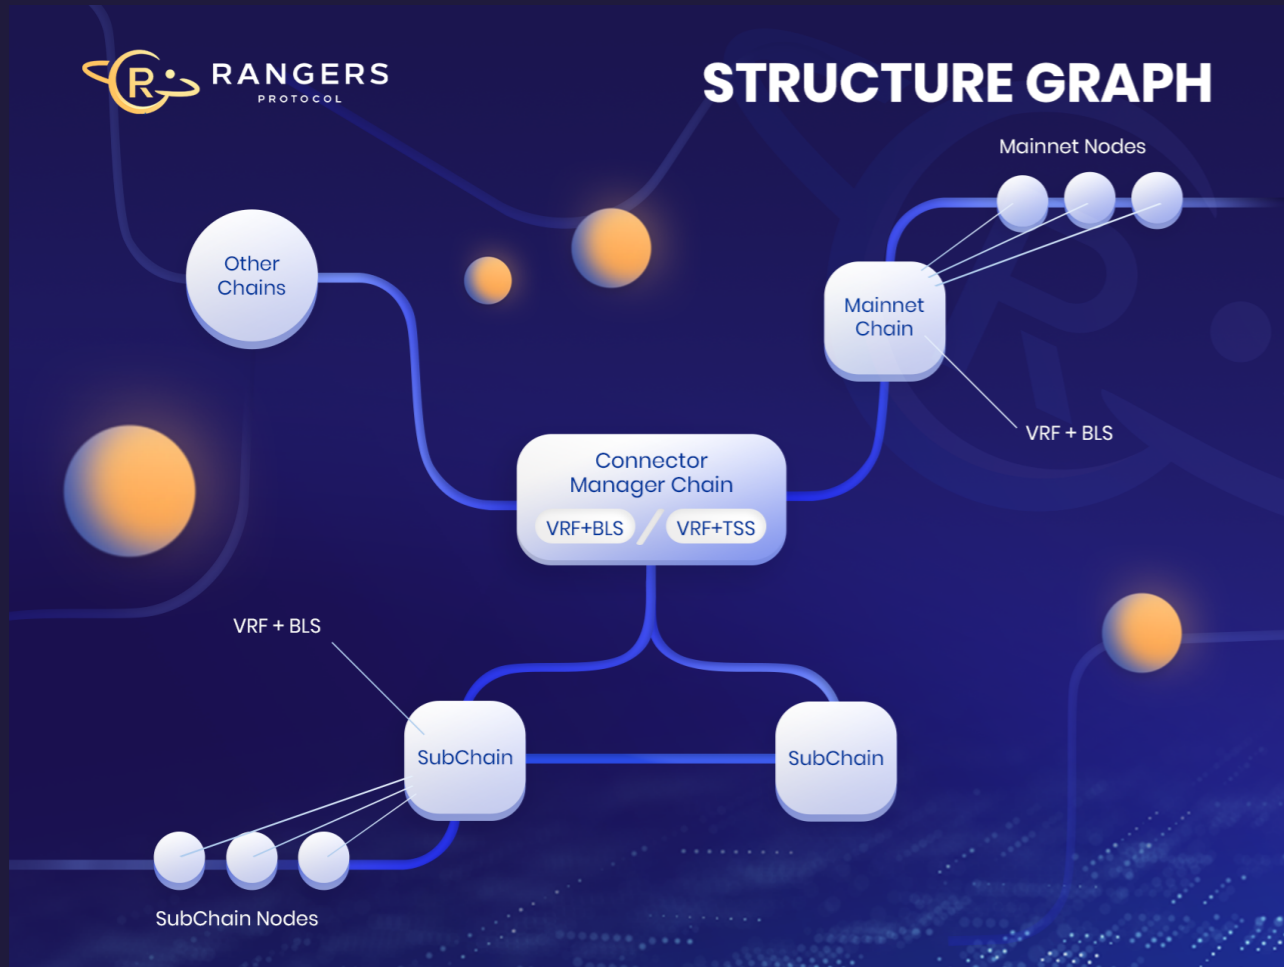 RANGERS
PROTOCOL
STRUCTURE GRAPH
Mainnet Nodes
Other
Chains
Mainnet
Chain
VRF + BLS
Connector
Manager Chain
VRF+BLS / VRF+TSS
VRF + BLS
SubChain
SubChain
SubChain Nodes